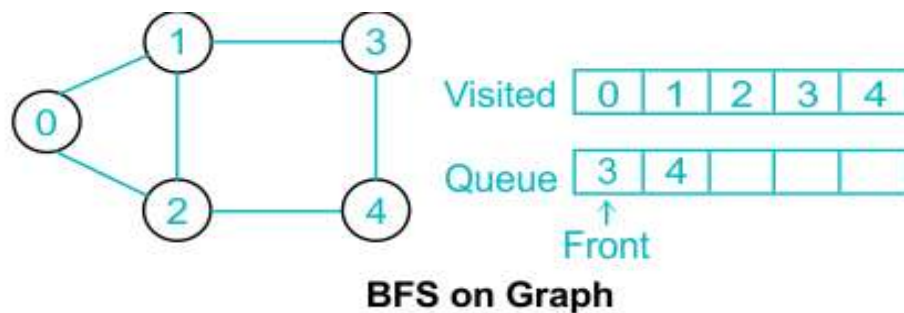 1 3
0
Visited 0 1 2 3 4
2 4
Queue 3 4
↑
Front
BFS on Graph